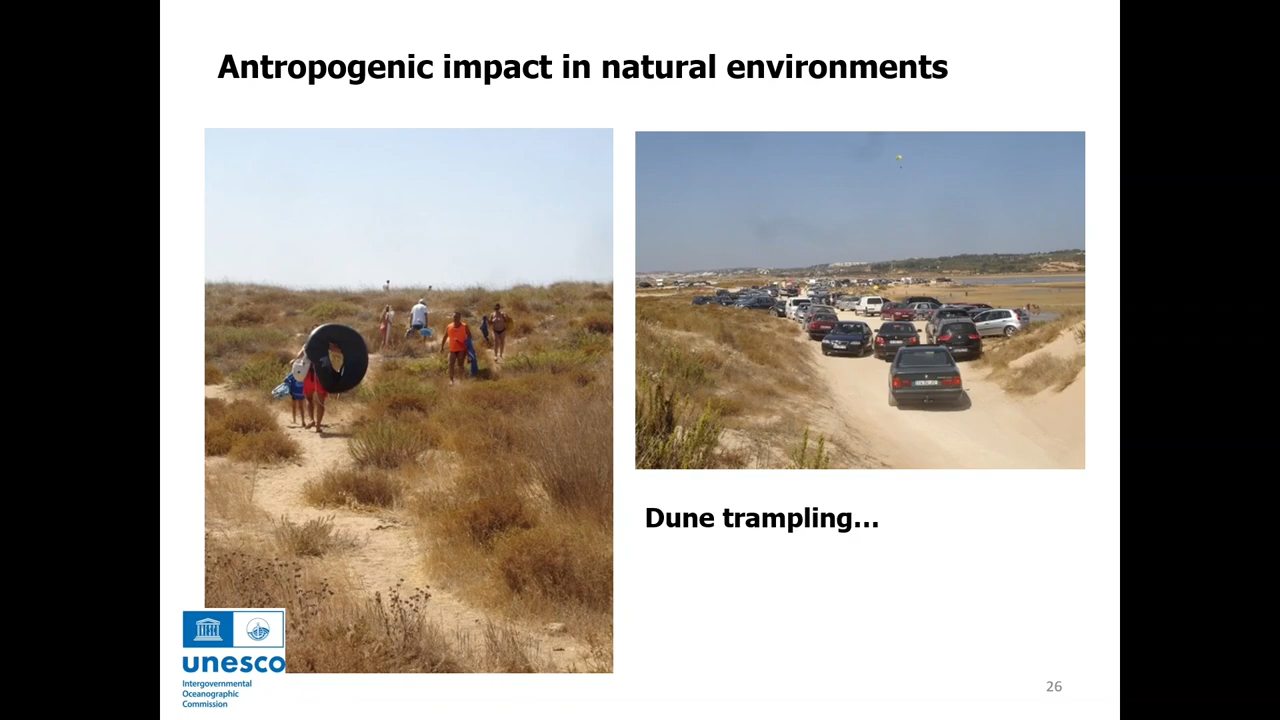 Antropogenic impact in natural environments
Dune trampling...
unesco
Intergovernmental
Oceanographic
Commission
26